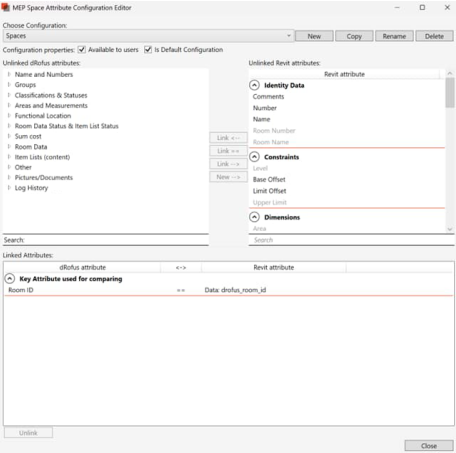 MEP Space Attribute Configuration Editor
Choose Configuration:
Spaces
New
Copy
Rename
Delete
Configuration properties:
Available to users
Is Default Configuration
Unlinked dRofus attributes:
Name and Numbers
Groups
Classifications & Statuses
Areas and Measurements
Functional Location
Room Data Status & Item List Status
Sum cost
Room Data
Item Lists (content)
Other
Pictures/Documents
Log History
Search:
Link <--
Link ==
Link -->
New -->
Unlinked Revit attributes:
Revit attribute
Identity Data
Comments
Number
Name
Room Number
Room Name
Constraints
Level
Base Offset
Limit Offset
Upper Limit
Dimensions
Area
Search
Linked Attributes:
dRofus attribute <-> Revit attribute
Key Attribute used for comparing
Room ID == Data: drofus_room_id
Unlink
Close